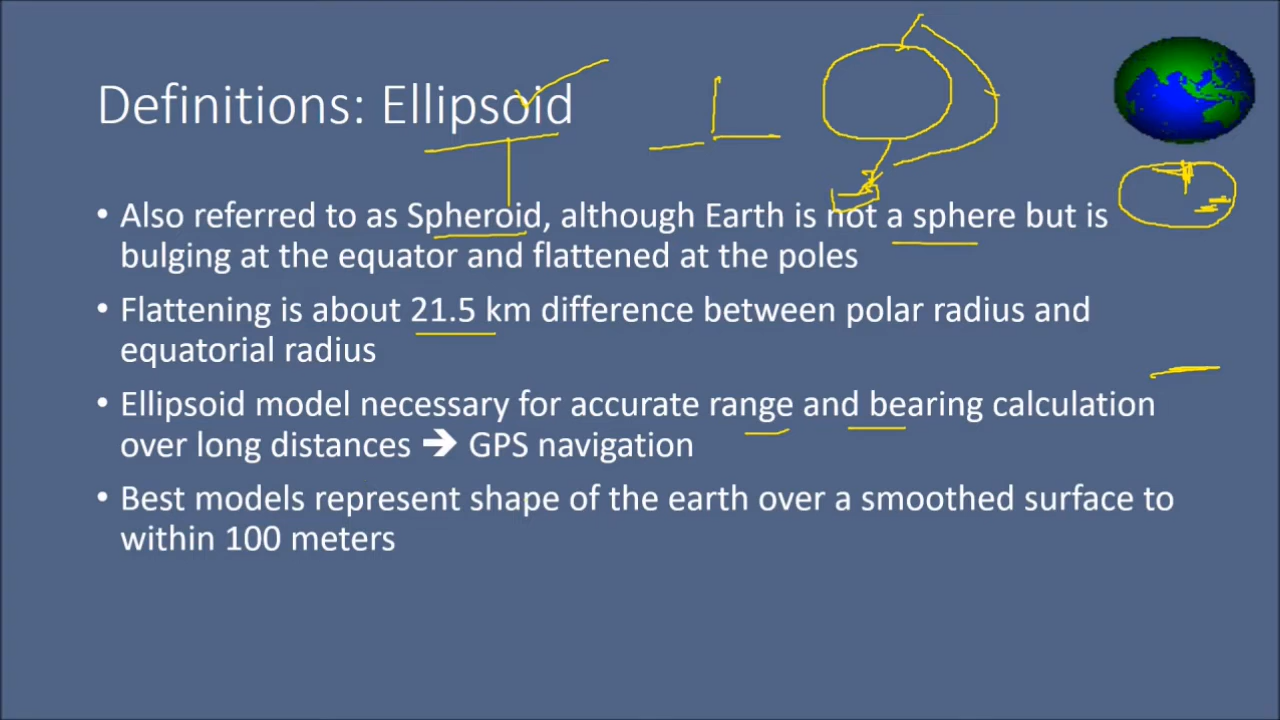 Definitions: Ellipsoid
• Also referred to as Spheroid, although Earth is not a sphere but is
bulging at the equator and flattened at the poles
• Flattening is about 21.5 km difference between polar radius and
equatorial radius
• Ellipsoid model necessary for accurate range and bearing calculation
over long distances ➔ GPS navigation
• Best models represent shape of the earth over a smoothed surface to
within 100 meters